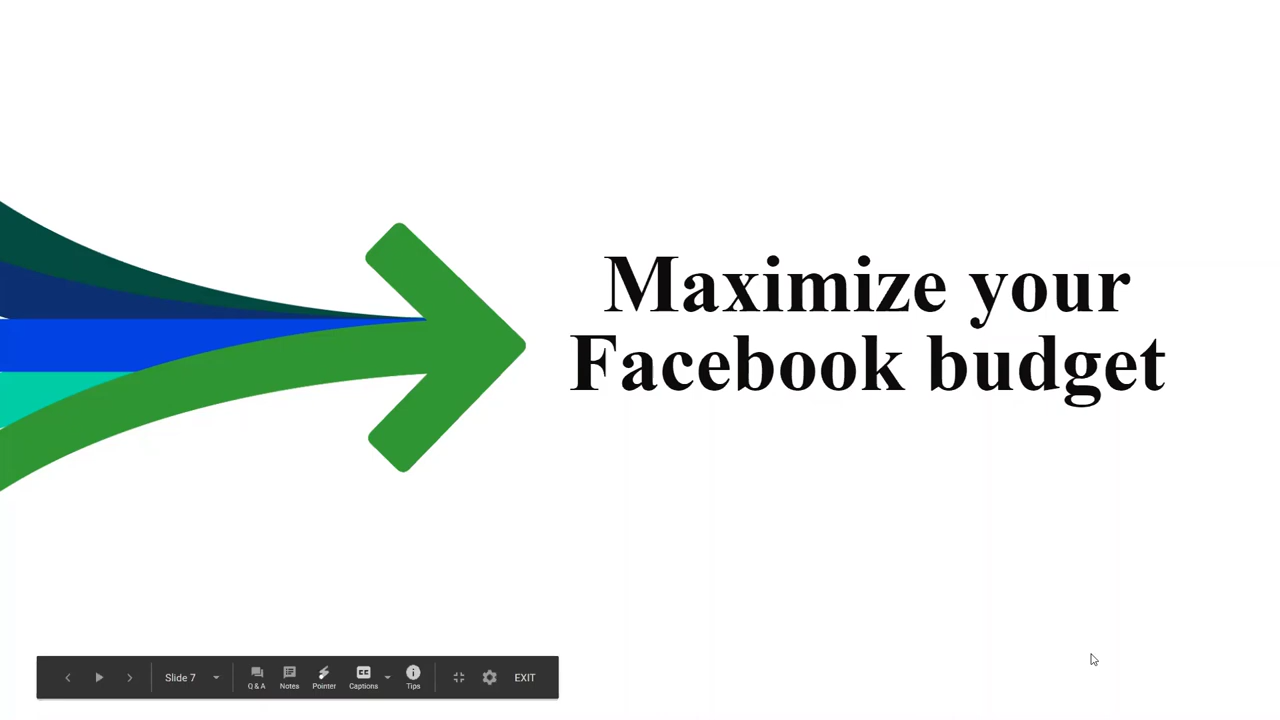 Maximize your
Facebook budget
Slide 7
Q & A
Notes
Pointer
Captions
Tips
EXIT